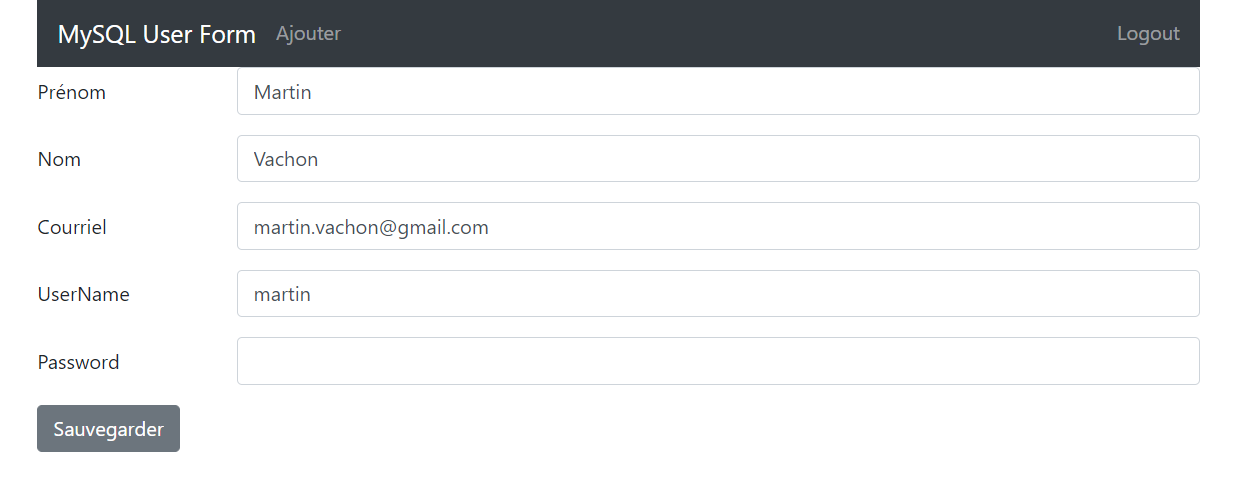 MySQL User Form Ajouter Logout
Prénom Martin
Nom Vachon
Courriel martin.vachon@gmail.com
UserName martin
Password
Sauvegarder